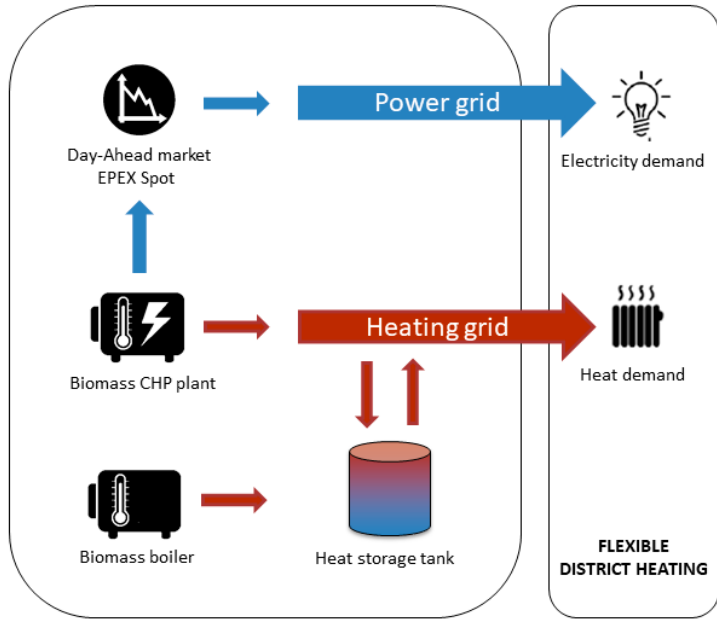 Power grid
Day-Ahead market
EPEX Spot
Electricity demand
Heating grid
Biomass CHP plant
Heat demand
Biomass boiler
Heat storage tank
FLEXIBLE
DISTRICT HEATING